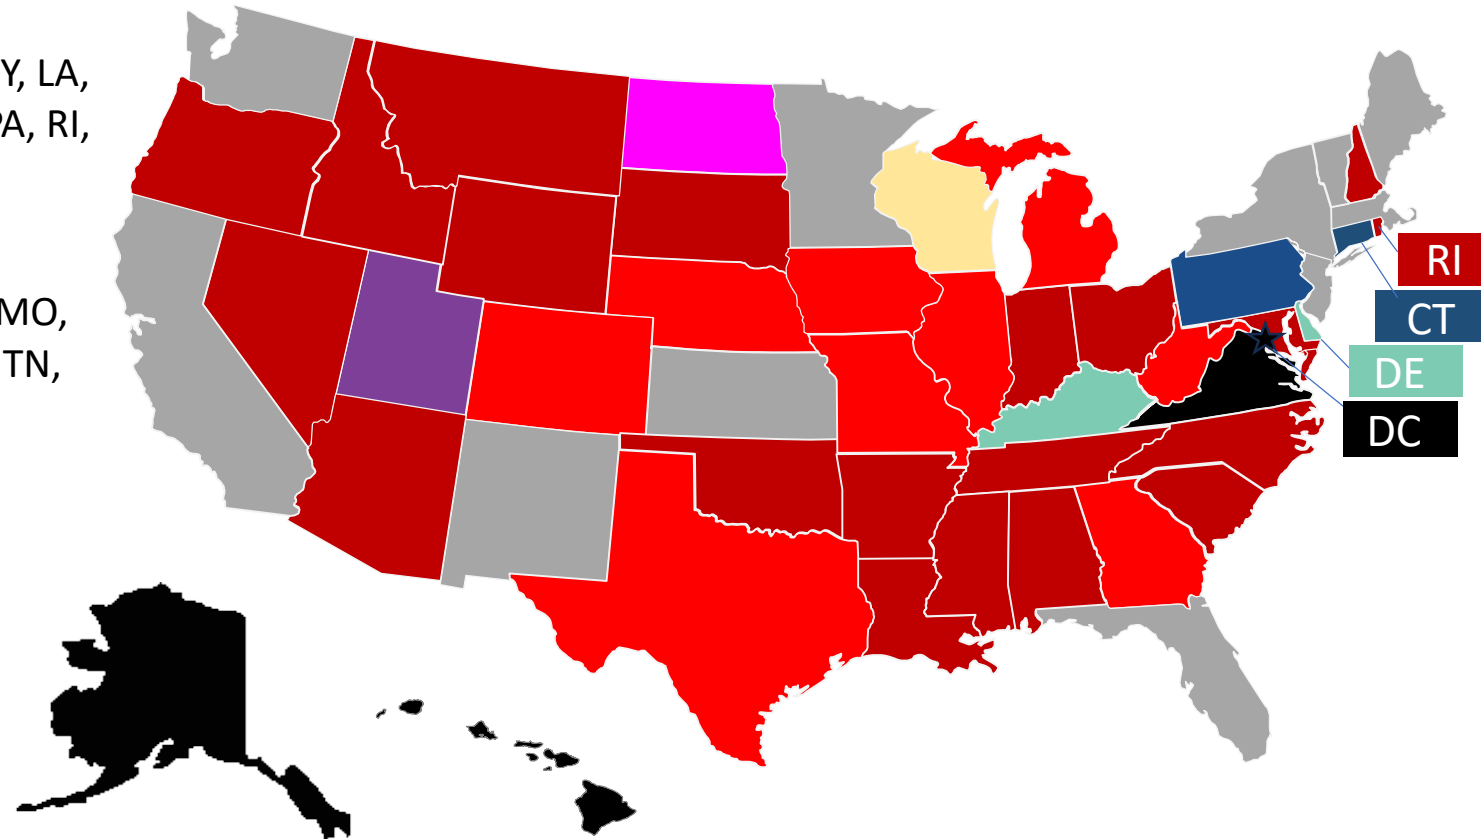 Y, LA,
PA, RI,
MO,
TN,
RI
CT
DE
DC